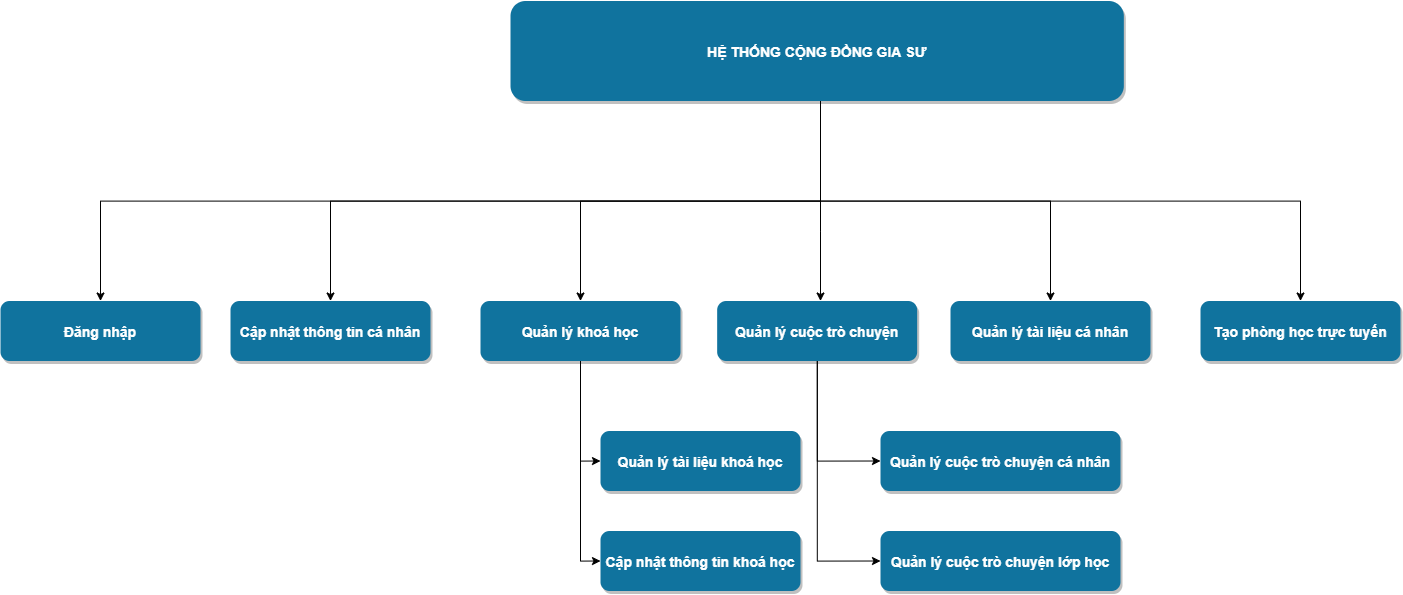 HỆ THỐNG CỘNG ĐỒNG GIA SƯ
Đăng nhập
Cập nhật thông tin cá nhân
Quản lý khoá học
Quản lý cuộc trò chuyện
Quản lý tài liệu cá nhân
Tạo phòng học trực tuyến
Quản lý tài liệu khoá học
Quản lý cuộc trò chuyện cá nhân
Cập nhật thông tin khoá học
Quản lý cuộc trò chuyện lớp học